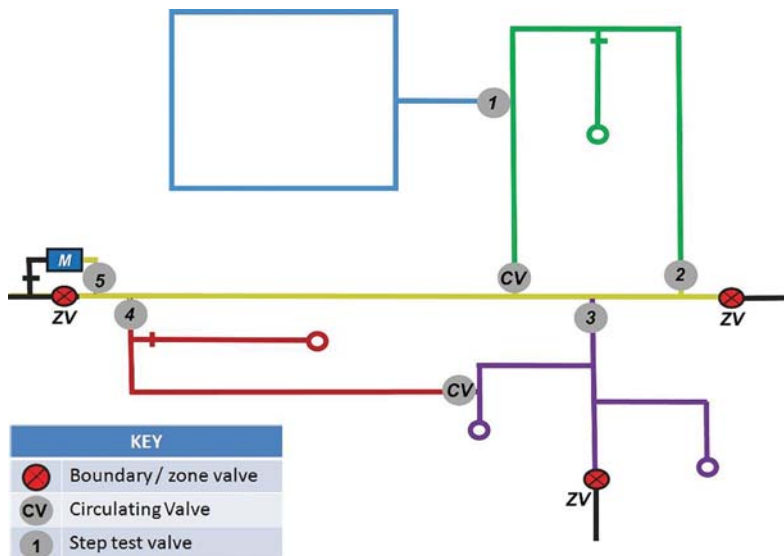 1
M
5
CV
2
ZV
4
3
ZV
CV
KEY
Boundary / zone valve
CV Circulating Valve
1 Step test valve
ZV